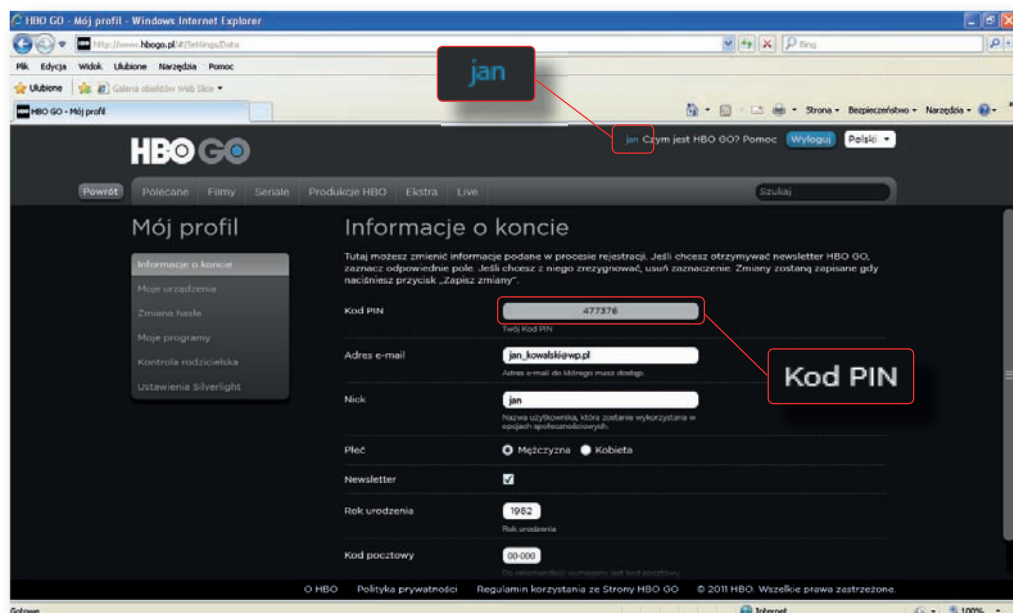 HBO GO - Mój profil - Windows Internet Explorer
http://www.hbogo.pl/#/Settings/Data
Bing
Plik Edycja Widok Ulubione Narzędzia Pomoc
Ulubione Galeria obiektów Web Slice
HBO GO - Mój profil
Strona Bezpieczeństwo Narzędzia
jan
HBO GO
jan Czym jest HBO GO? Pomoc Wyloguj Polski
Powrót Polecane Filmy Seriale Produkcje HBO Ekstra Live Szukaj
Mój profil
Informacje o koncie
Moje urządzenia
Zmiana hasła
Moje programy
Kontrola rodzicielska
Ustawienia Silverlight
Informacje o koncie
Tutaj możesz zmienić informacje podane w procesie rejestracji. Jeśli chcesz otrzymywać newsletter HBO GO,
zaznacz odpowiednie pole. Jeśli chcesz z niego zrezygnować, usuń zaznaczenie. Zmiany zostaną zapisane gdy
naciśniesz przycisk „Zapisz zmiany".
Kod PIN 477376
Twój Kod PIN
Kod PIN
Adres e-mail jan_kowalski@wp.pl
Adres e-mail do którego masz dostęp.
Nick jan
Nazwa użytkownika, która zostanie wykorzystana w
opcjach społecznościowych.
Płeć Mężczyzna Kobieta
Newsletter
Rok urodzenia 1982
Rok urodzenia
Kod pocztowy 00-000
Do rekomendacji wymagany jest kod pocztowy
O HBO Polityka prywatności Regulamin korzystania ze Strony HBO GO © 2011 HBO. Wszelkie prawa zastrzeżone.
Gotowe Internet 100%